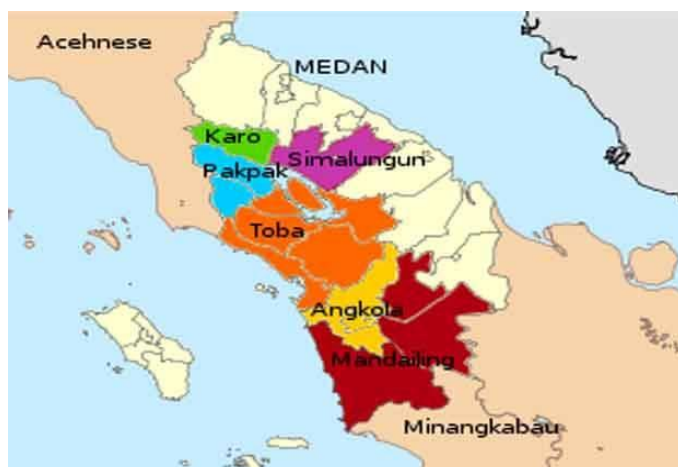 Acehnese
MEDAN
Karo
Simalungun
Pakpak
Toba
Angkola
Mandailing
Minangkabau